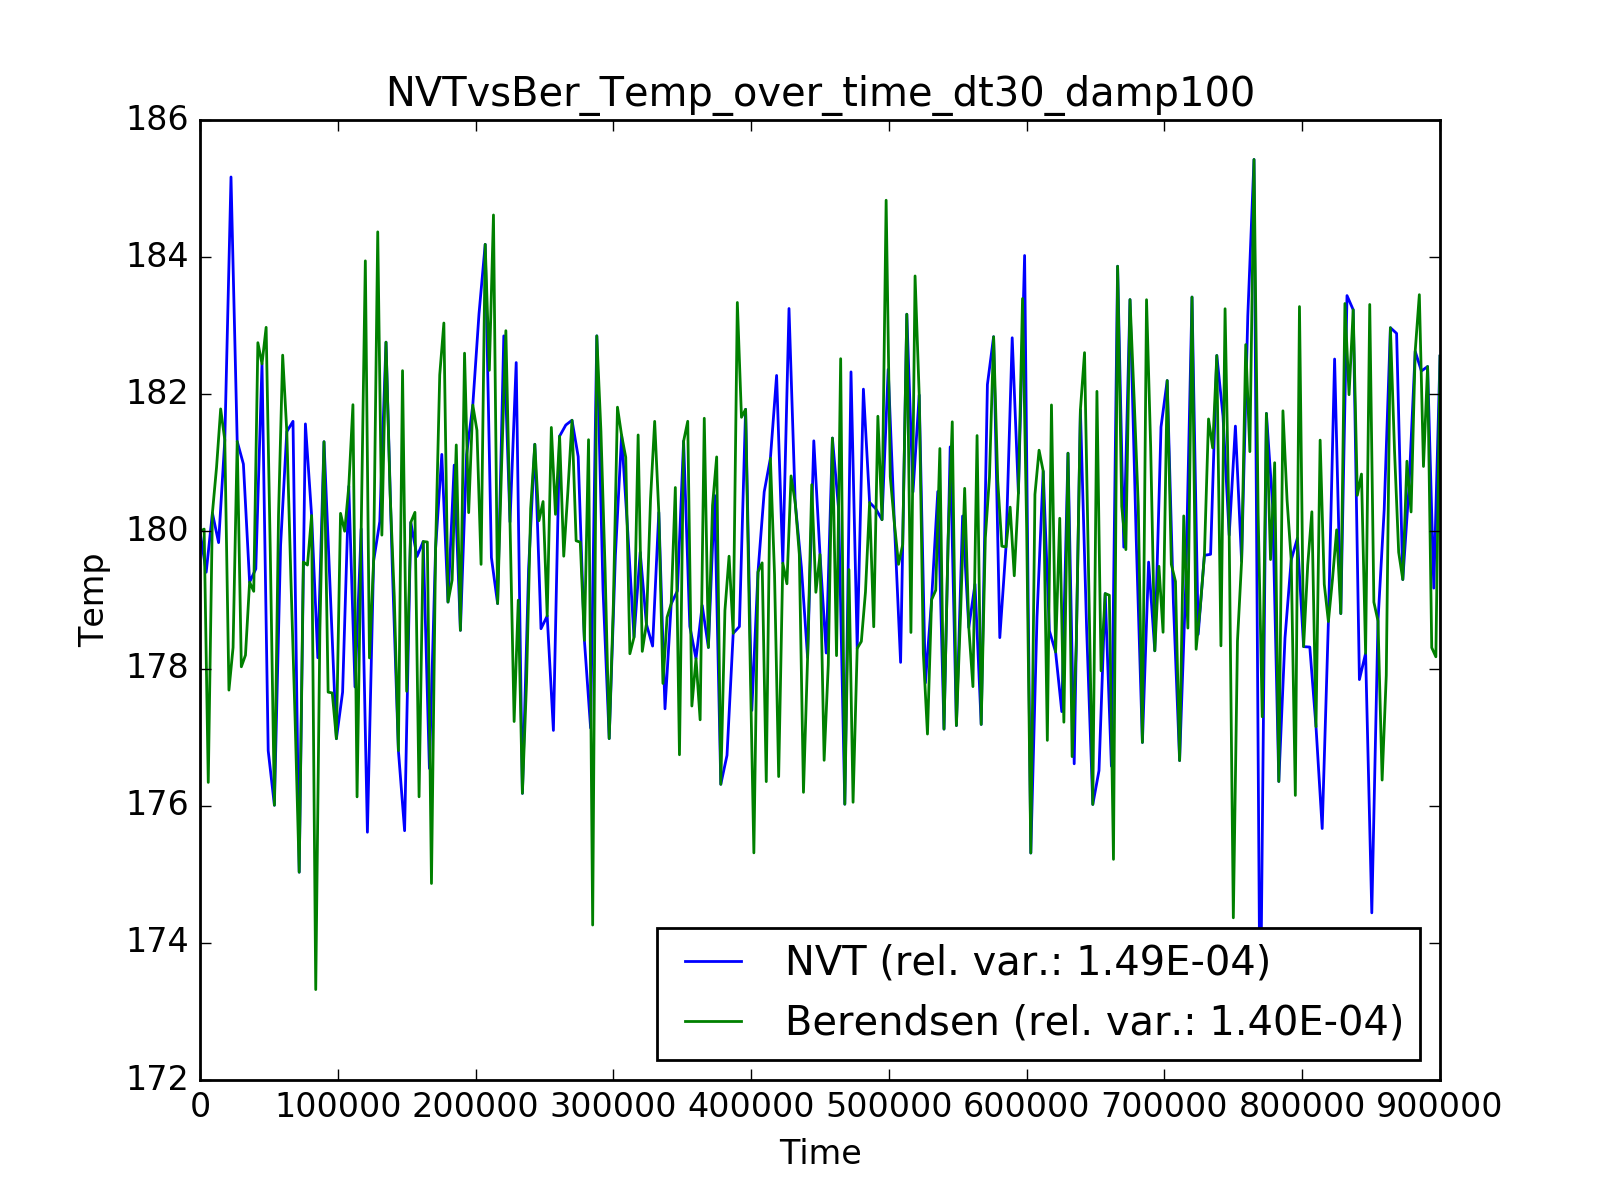 NVTvsBer_Temp_over_time_dt30_damp100
186
184
182
180
178
176
174
172
Temp
NVT (rel. var.: 1.49E-04)
Berendsen (rel. var.: 1.40E-04)
0 100000 200000 300000 400000 500000 600000 700000 800000 900000
Time